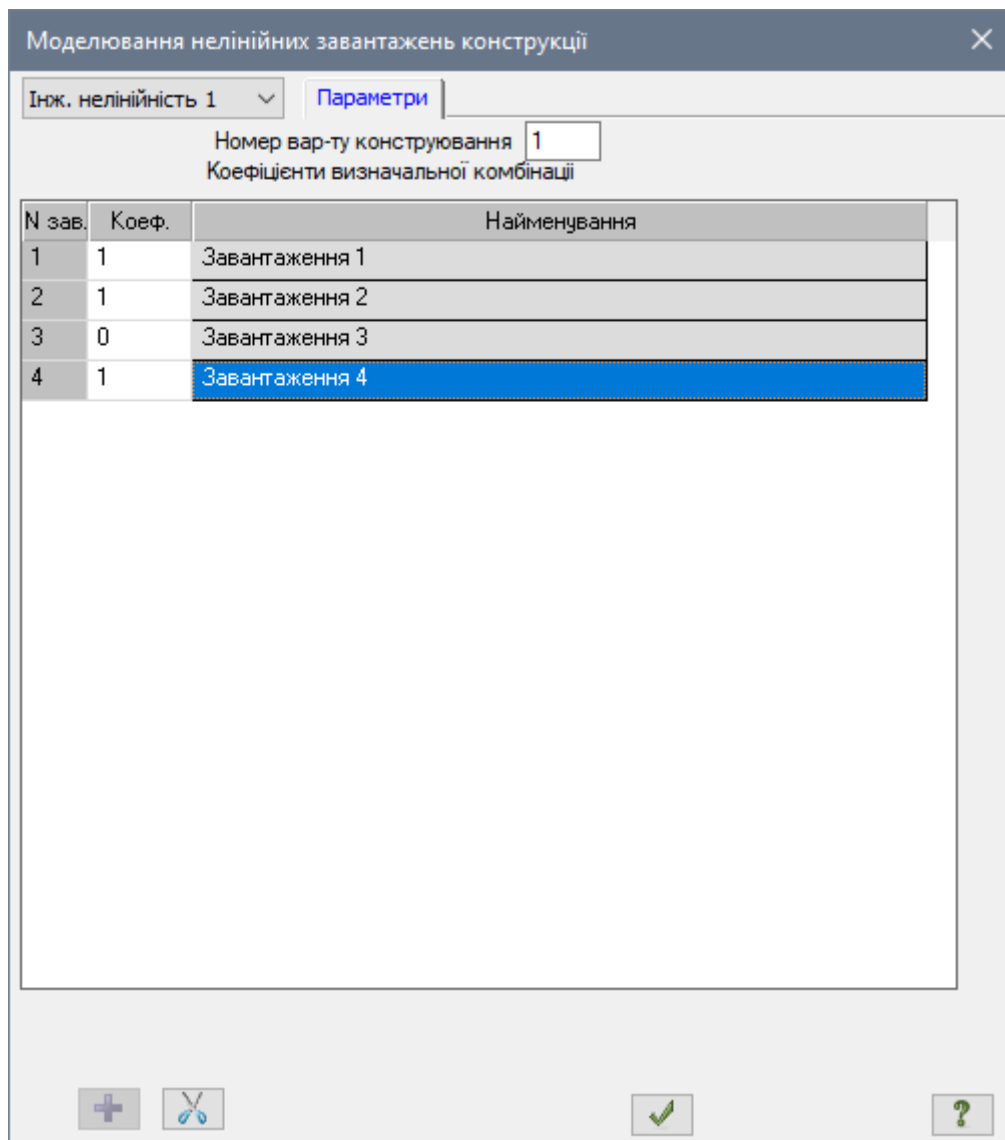 Моделювання нелінійних завантажень конструкції
Інж. нелінійність 1 Параметри
Номер вар-ту конструювання 1
Коефіцієнти визначальної комбінації
N зав. Коеф. Найменування
1 1 Завантаження 1
2 1 Завантаження 2
3 0 Завантаження 3
4 1 Завантаження 4
?